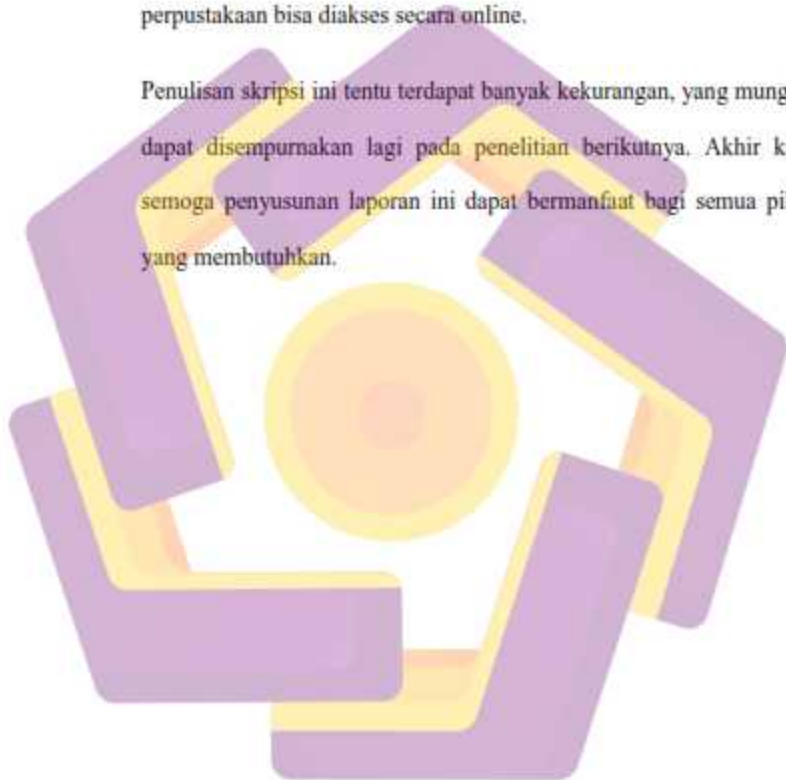 perpustakaan bisa diakses secara online.
Penulisan skripsi ini tentu terdapat banyak kekurangan, yang mung
dapat disempurnakan lagi pada penelitian berikutnya. Akhir k
semoga penyusunan laporan ini dapat bermanfaat bagi semua pi
yang membutuhkan.